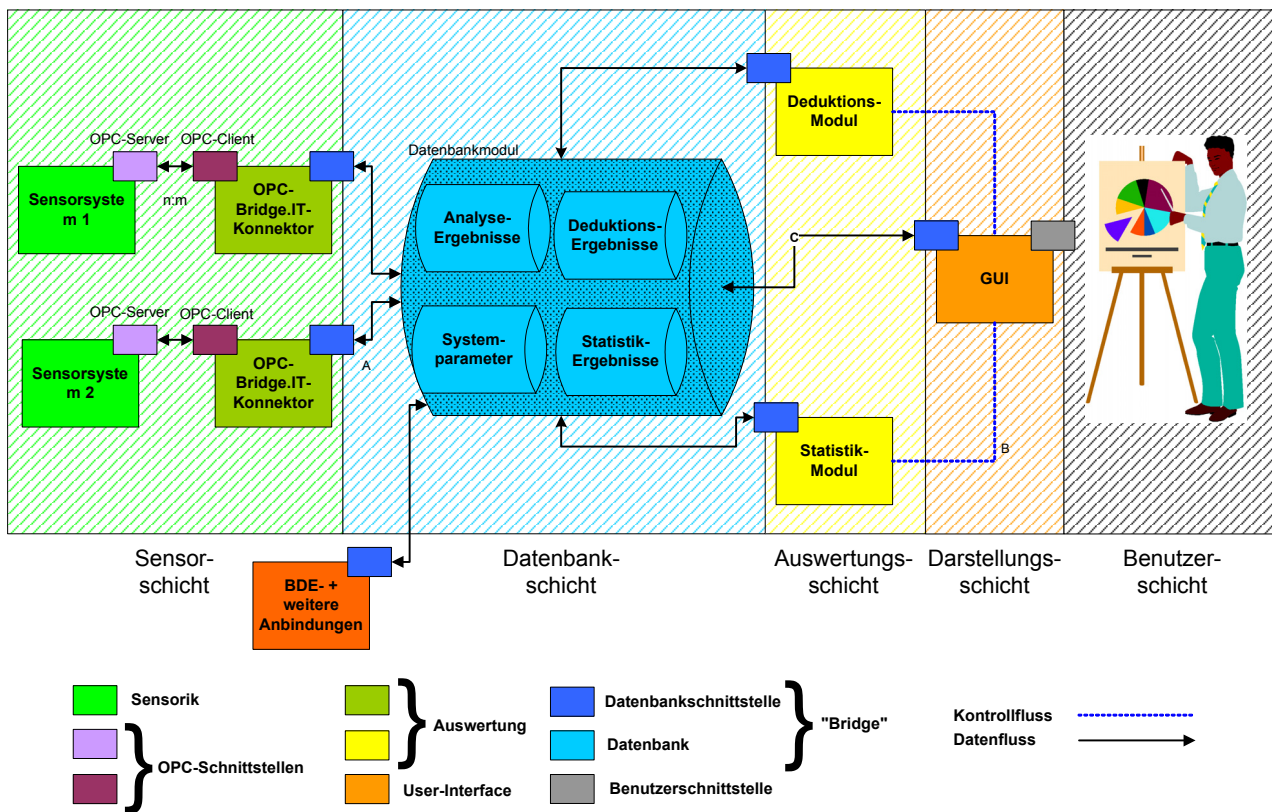 OPC-Server
OPC-Client
Sensorsyste
m 1
n:m
OPC-
Bridge.IT-
Konnektor
OPC-Server
OPC-Client
Sensorsyste
m 2
OPC-
Bridge.IT-
Konnektor
A
Datenbankmodul
Analyse-
Ergebnisse
Deduktions-
Ergebnisse
System-
parameter
Statistik-
Ergebnisse
Deduktions-
Modul
C
GUI
Statistik-
Modul
B
Sensor-
schicht
Datenbank-
schicht
Auswertungs-
schicht
Darstellungs-
schicht
Benutzer-
schicht
BDE- +
weitere
Anbindungen
Sensorik
OPC-Schnittstellen
Auswertung
User-Interface
Datenbankschnittstelle
Datenbank
Benutzerschnittstelle
"Bridge"
Kontrollfluss
Datenfluss